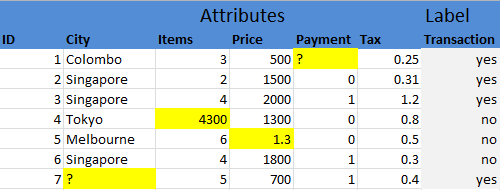 Attributes Label
ID City Items Price Payment Tax Transaction
1 Colombo 3 500 ? 0.25 yes
2 Singapore 2 1500 0 0.31 yes
3 Singapore 4 2000 1 1.2 yes
4 Tokyo 4300 1300 0 0.8 no
5 Melbourne 6 1.3 0 0.5 no
6 Singapore 4 1800 1 0.3 no
7 ? 5 700 1 0.4 yes